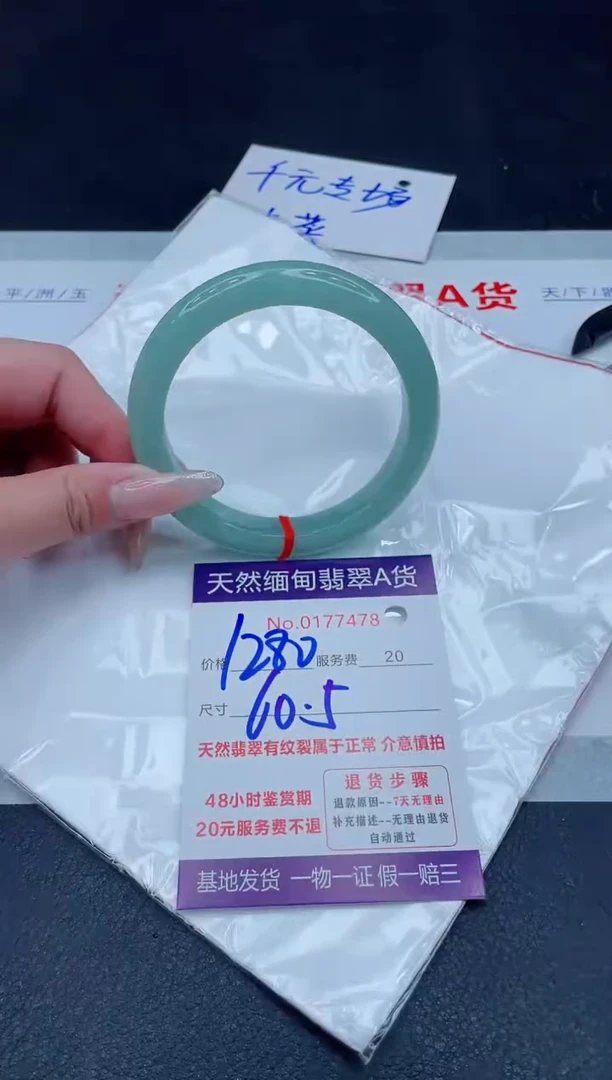 千元专场
平/洲/玉
翠A货
天/下/
天然缅甸翡翠A货
No.0177478
价格 1280 服务费 20
尺寸 60.5
天然翡翠有纹裂属于正常 介意慎拍
48小时鉴赏期
20元服务费不退
退货步骤
退款原因--7天无理由
补充描述--无理由退货
自动通过
基地发货 一物一证 假一赔三